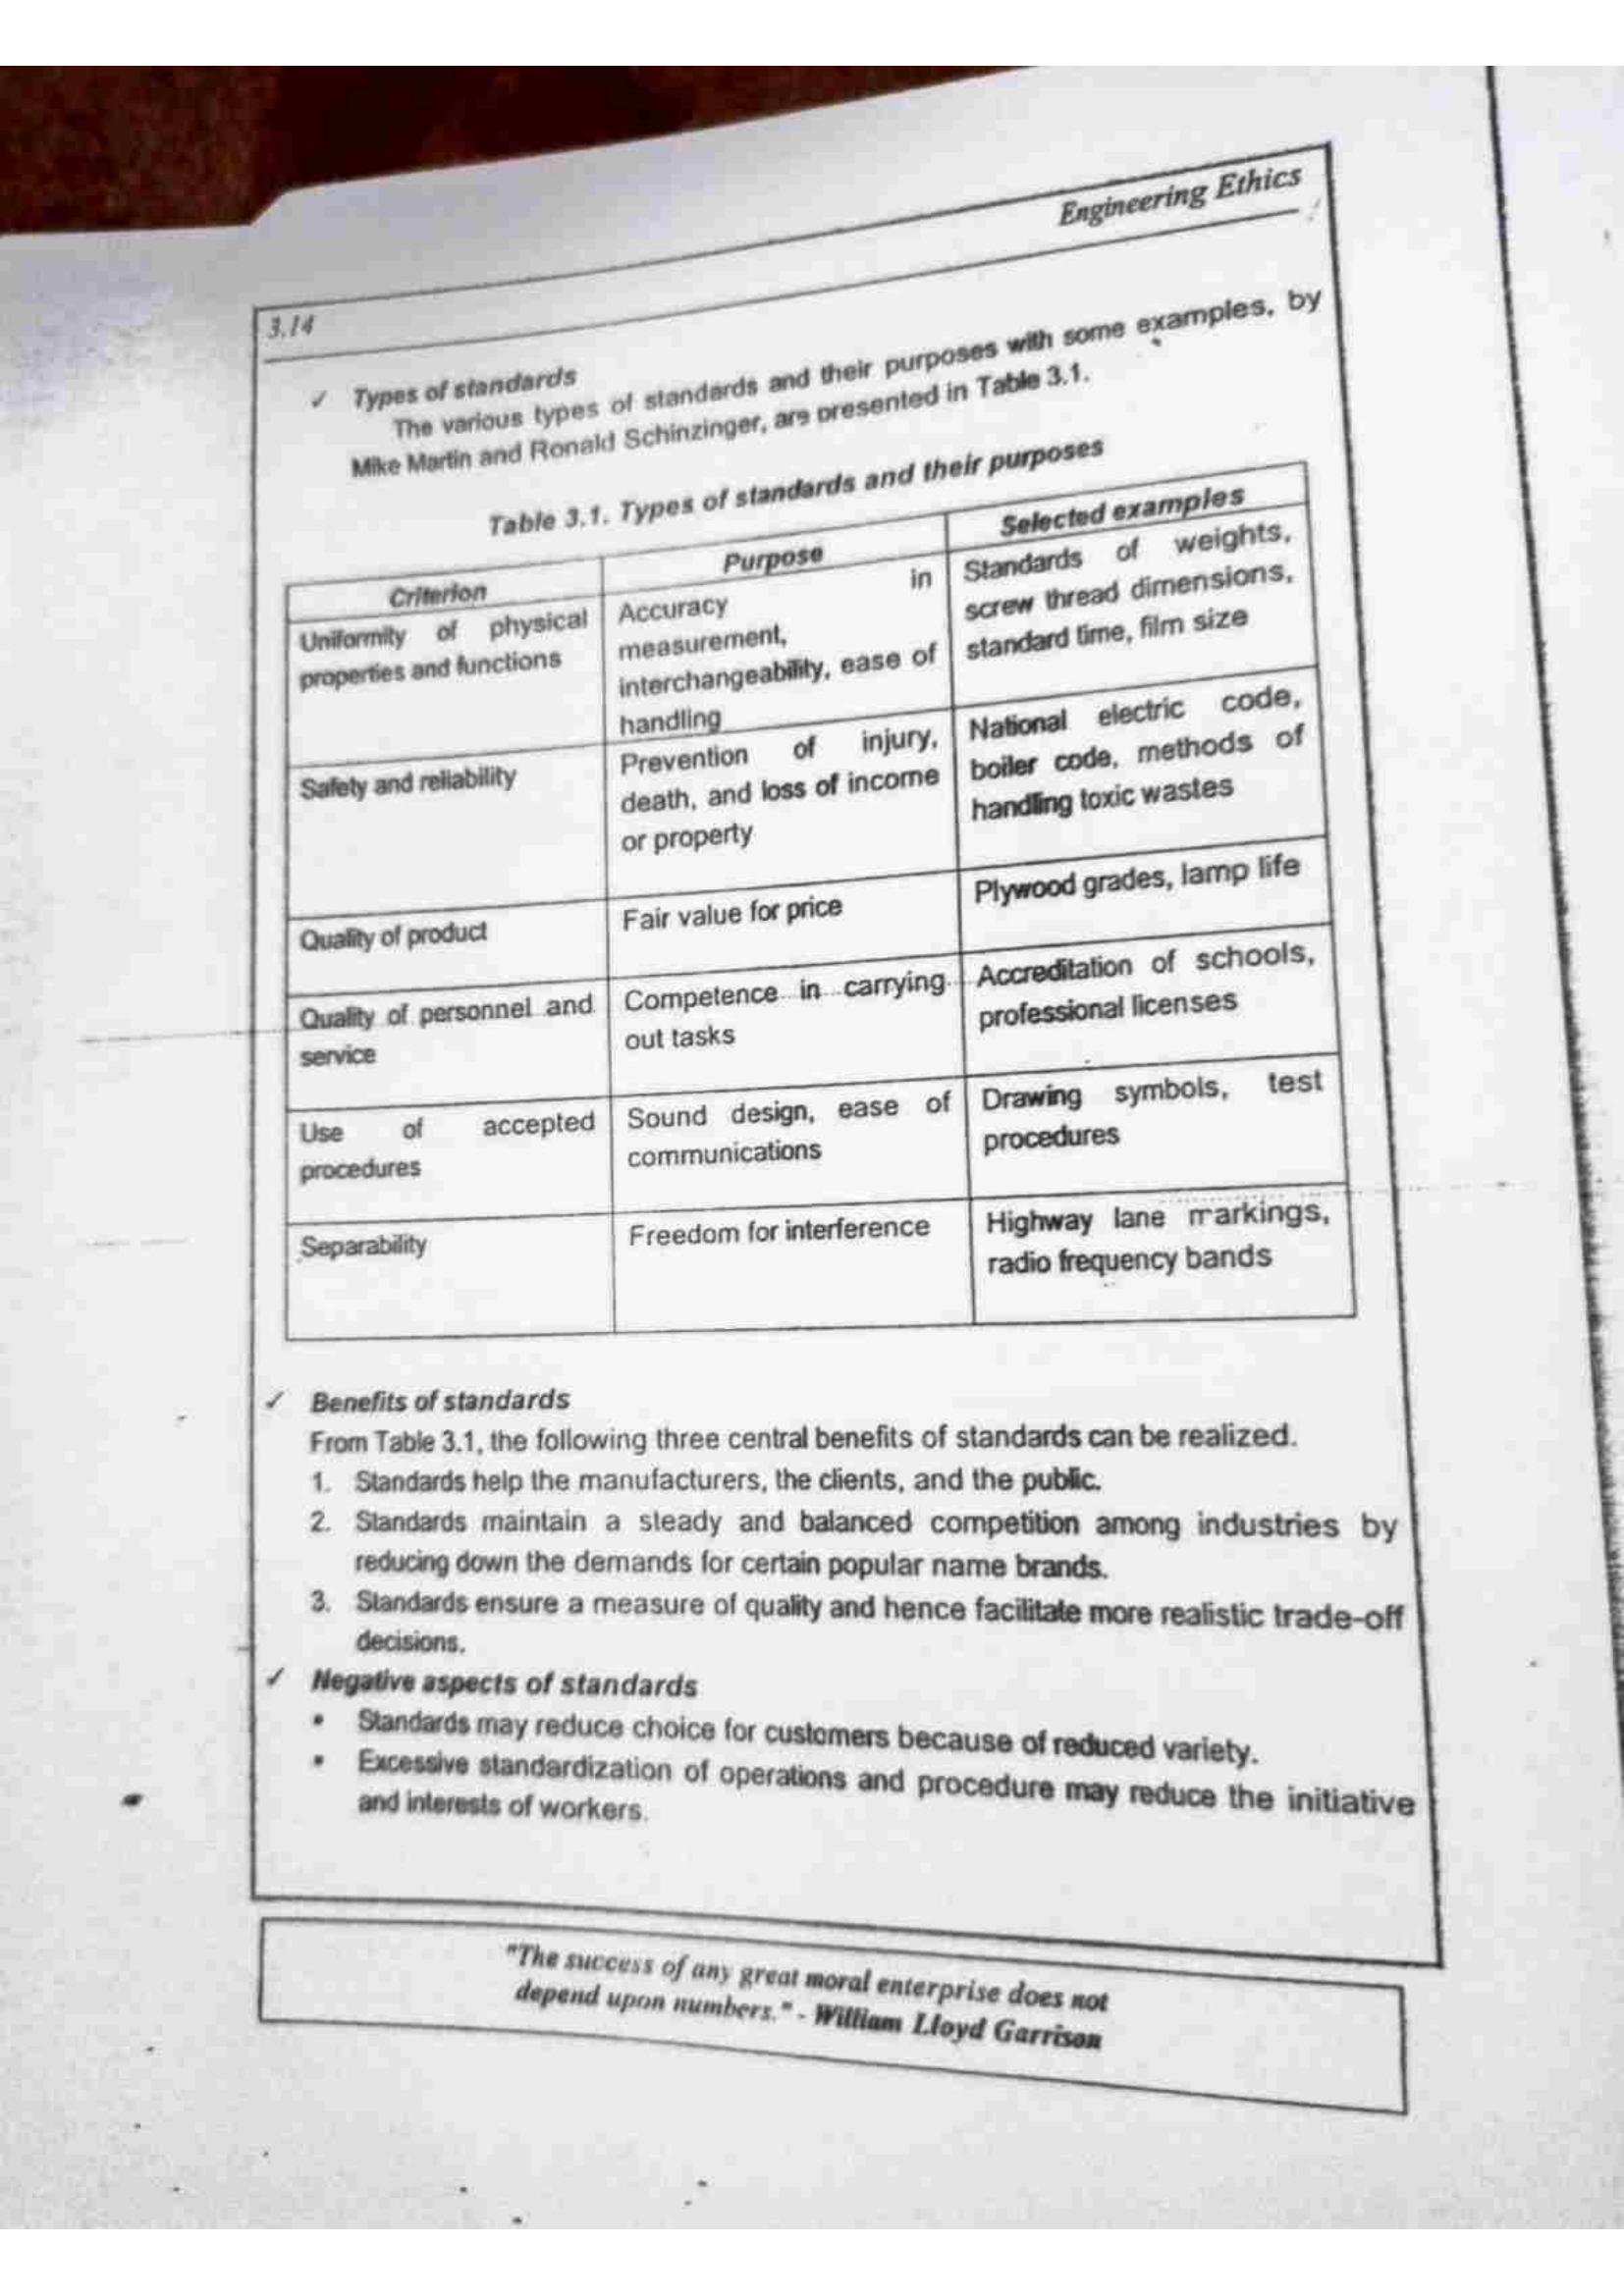 3.14
Engineering Ethics
✓ Types of standards
The various types of standards and their purposes with some examples, by
Mike Martin and Ronald Schinzinger, are presented in Table 3.1.
Table 3.1. Types of standards and their purposes
Criterion
Purpose
Selected examples
Uniformity of physical
properties and functions
Accuracy in
measurement,
interchangeability, ease of
handling
Standards of weights,
screw thread dimensions,
standard time, film size
Safety and reliability
Prevention of injury,
death, and loss of income
or property
National electric code,
boiler code, methods of
handling toxic wastes
Quality of product
Fair value for price
Plywood grades, lamp life
Quality of personnel and
service
Competence in carrying
out tasks
Accreditation of schools,
professional licenses
Use of accepted
procedures
Sound design, ease of
communications
Drawing symbols, test
procedures
Separability
Freedom for interference
Highway lane markings,
radio frequency bands
✓ Benefits of standards
From Table 3.1, the following three central benefits of standards can be realized.
1. Standards help the manufacturers, the clients, and the public.
2. Standards maintain a steady and balanced competition among industries by
reducing down the demands for certain popular name brands.
3. Standards ensure a measure of quality and hence facilitate more realistic trade-off
decisions.
✓ Negative aspects of standards
• Standards may reduce choice for customers because of reduced variety.
• Excessive standardization of operations and procedure may reduce the initiative
and interests of workers.
"The success of any great moral enterprise does not
depend upon numbers." - William Lloyd Garrison